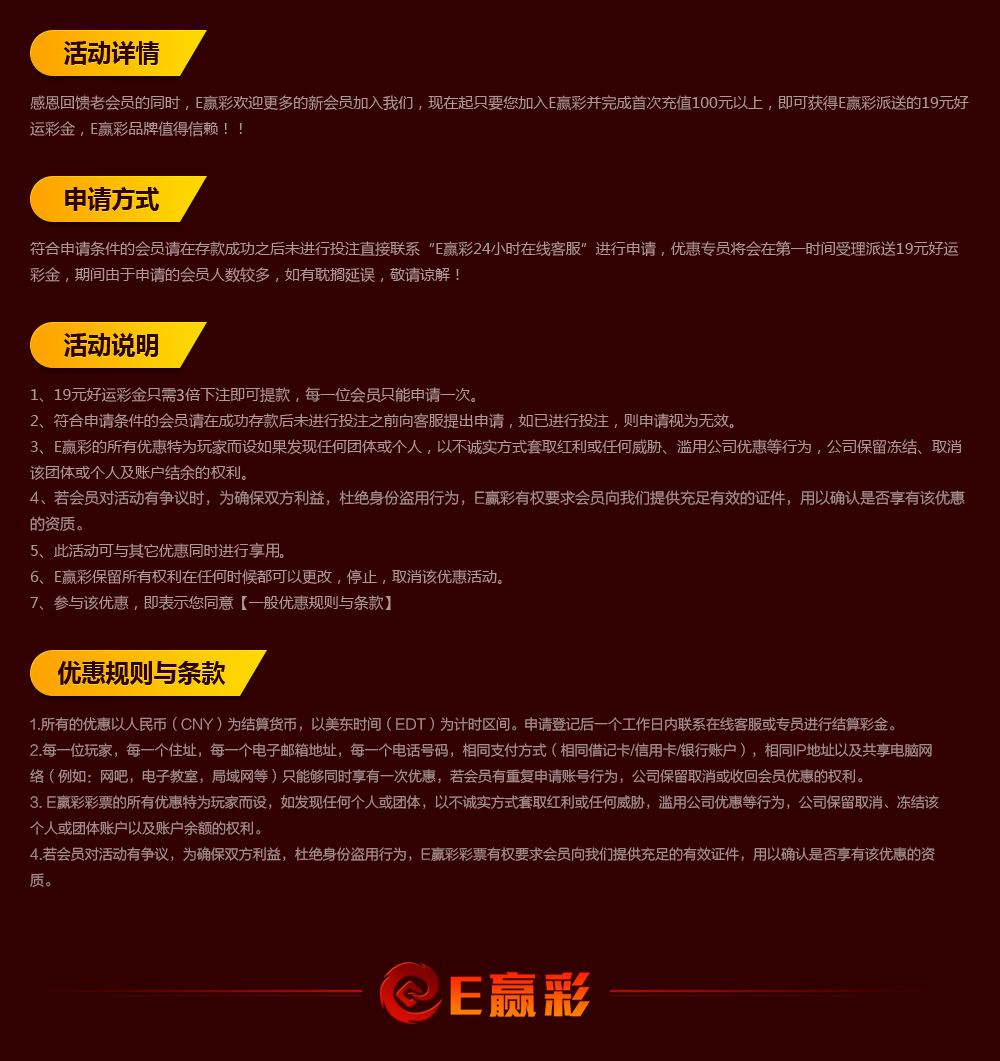 活动详情
感恩回馈老会员的同时，E赢彩欢迎更多的新会员加入我们，现在起只要您加入E赢彩并完成首次充值100元以上，即可获得E赢彩派送的19元好
运彩金，E赢彩品牌值得信赖！！
申请方式
符合申请条件的会员请在存款成功之后未进行投注直接联系“E赢彩24小时在线客服”进行申请，优惠专员将会在第一时间受理派送19元好运
彩金，期间由于申请的会员人数较多，如有耽搁延误，敬请谅解！
活动说明
1、19元好运彩金只需3倍下注即可提款，每一位会员只能申请一次。
2、符合申请条件的会员请在成功存款后未进行投注之前向客服提出申请，如已进行投注，则申请视为无效。
3、E赢彩的所有优惠特为玩家而设如果发现任何团体或个人，以不诚实方式套取红利或任何威胁、滥用公司优惠等行为，公司保留冻结、取消
该团体或个人及账户结余的权利。
4、若会员对活动有争议时，为确保双方利益，杜绝身份盗用行为，E赢彩有权要求会员向我们提供充足有效的证件，用以确认是否享有该优惠
的资质。
5、此活动可与其它优惠同时进行享用。
6、E赢彩保留所有权利在任何时候都可以更改，停止，取消该优惠活动。
7、参与该优惠，即表示您同意【一般优惠规则与条款】
优惠规则与条款
1.所有的优惠以人民币（CNY）为结算货币，以美东时间（EDT）为计时区间。申请登记后一个工作日内联系在线客服或专员进行结算彩金。
2.每一位玩家，每一个住址，每一个电子邮箱地址，每一个电话号码，相同支付方式（相同借记卡/信用卡/银行账户），相同IP地址以及共享电脑网
络（例如：网吧，电子教室，局域网等）只能够同时享有一次优惠，若会员有重复申请账号行为，公司保留取消或收回会员优惠的权利。
3. E赢彩彩票的所有优惠特为玩家而设，如发现任何个人或团体，以不诚实方式套取红利或任何威胁，滥用公司优惠等行为，公司保留取消、冻结该
个人或团体账户以及账户余额的权利。
4.若会员对活动有争议，为确保双方利益，杜绝身份盗用行为，E赢彩彩票有权要求会员向我们提供充足的有效证件，用以确认是否享有该优惠的资
质。
E赢彩